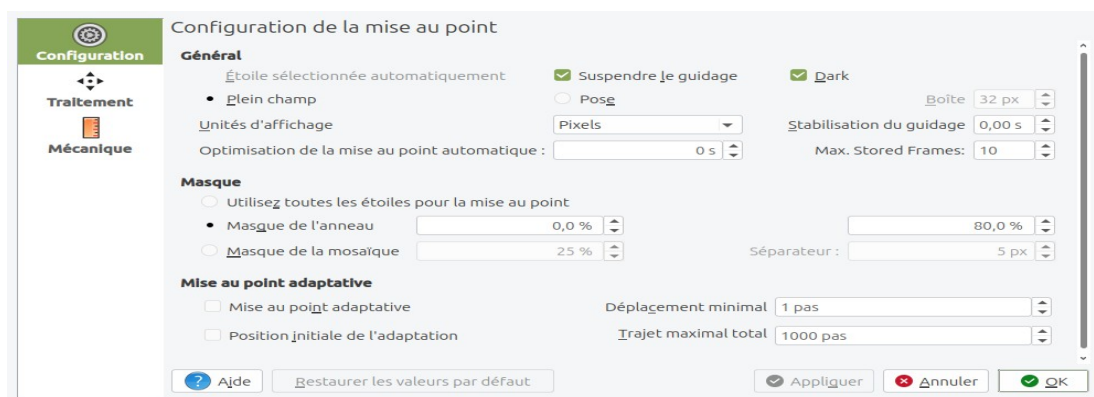 Configuration de la mise au point
Configuration
Traitement
Mécanique
Général
Étoile sélectionnée automatiquement Suspendre le guidage Dark
Plein champ Pose Boîte 32 px
Unités d'affichage Pixels Stabilisation du guidage 0,00 s
Optimisation de la mise au point automatique : 0 s Max. Stored Frames: 10
Masque
Utilisez toutes les étoiles pour la mise au point
Masque de l'anneau 0,0 % 80,0 %
Masque de la mosaïque 25 % Séparateur : 5 px
Mise au point adaptative
Mise au point adaptative Déplacement minimal 1 pas
Position initiale de l'adaptation Trajet maximal total 1000 pas
? Aide Restaurer les valeurs par défaut Appliquer Annuler OK